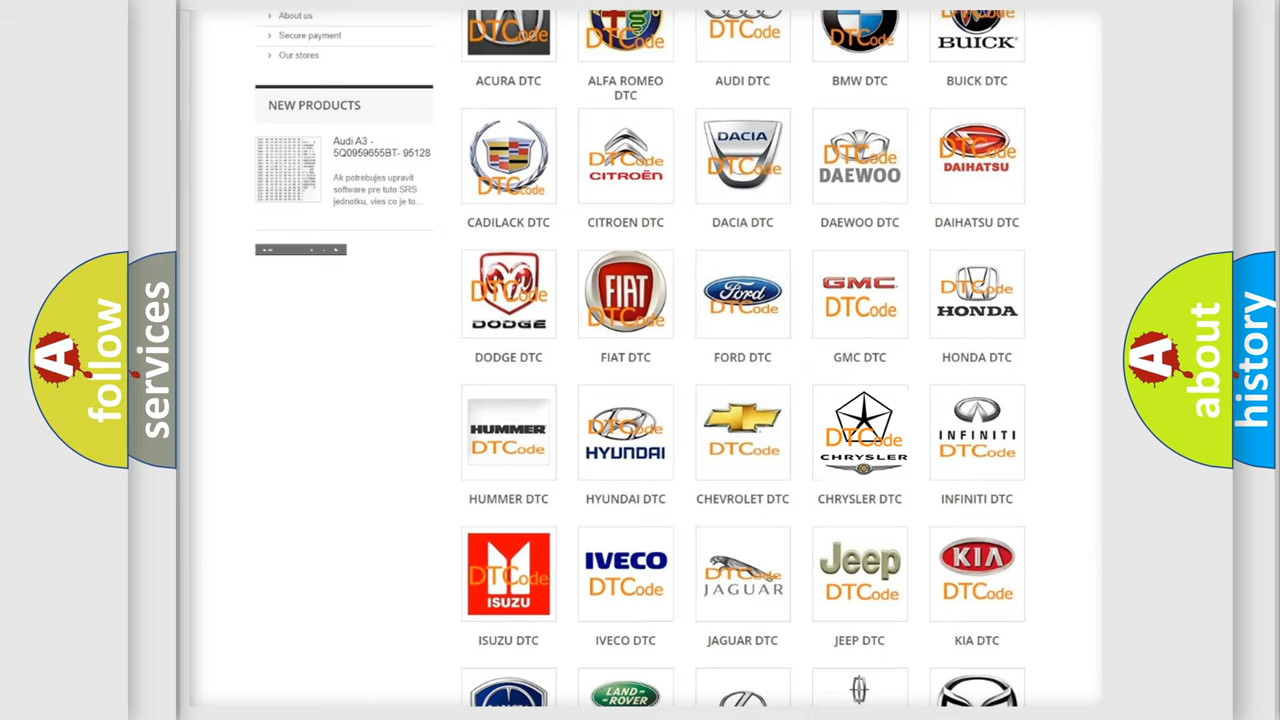 About us
Secure payment
Our stores
NEW PRODUCTS
Audi A3 -
5Q0959655BT- 95128
Ak potrebujes upravit
software pre tuto SRS
jednotku, vies co je to...
DTCode
DTCode
DTCode
DTCode
BUICK
ACURA DTC
ALFA ROMEO
DTC
AUDI DTC
BMW DTC
BUICK DTC
DTCode
DTCode
CITROËN
DACIA
DTCode
DTCode
DAEWOO
DTCode
DAIHATSU
CADILACK DTC
CITROEN DTC
DACIA DTC
DAEWOO DTC
DAIHATSU DTC
DTCode
DODGE
FIAT
DTCode
Ford
DTCode
GMC
DTCode
DTCode
HONDA
DODGE DTC
FIAT DTC
FORD DTC
GMC DTC
HONDA DTC
HUMMER
DTCode
DTCode
HYUNDAI
DTCode
DTCode
CHRYSLER
INFINITI
DTCode
HUMMER DTC
HYUNDAI DTC
CHEVROLET DTC
CHRYSLER DTC
INFINITI DTC
DTCode
ISUZU
IVECO
DTCode
DTCode
JAGUAR
Jeep
DTCode
KIA
DTCode
ISUZU DTC
IVECO DTC
JAGUAR DTC
JEEP DTC
KIA DTC
LAND-
ROVER
A
follow
services
A
about
history